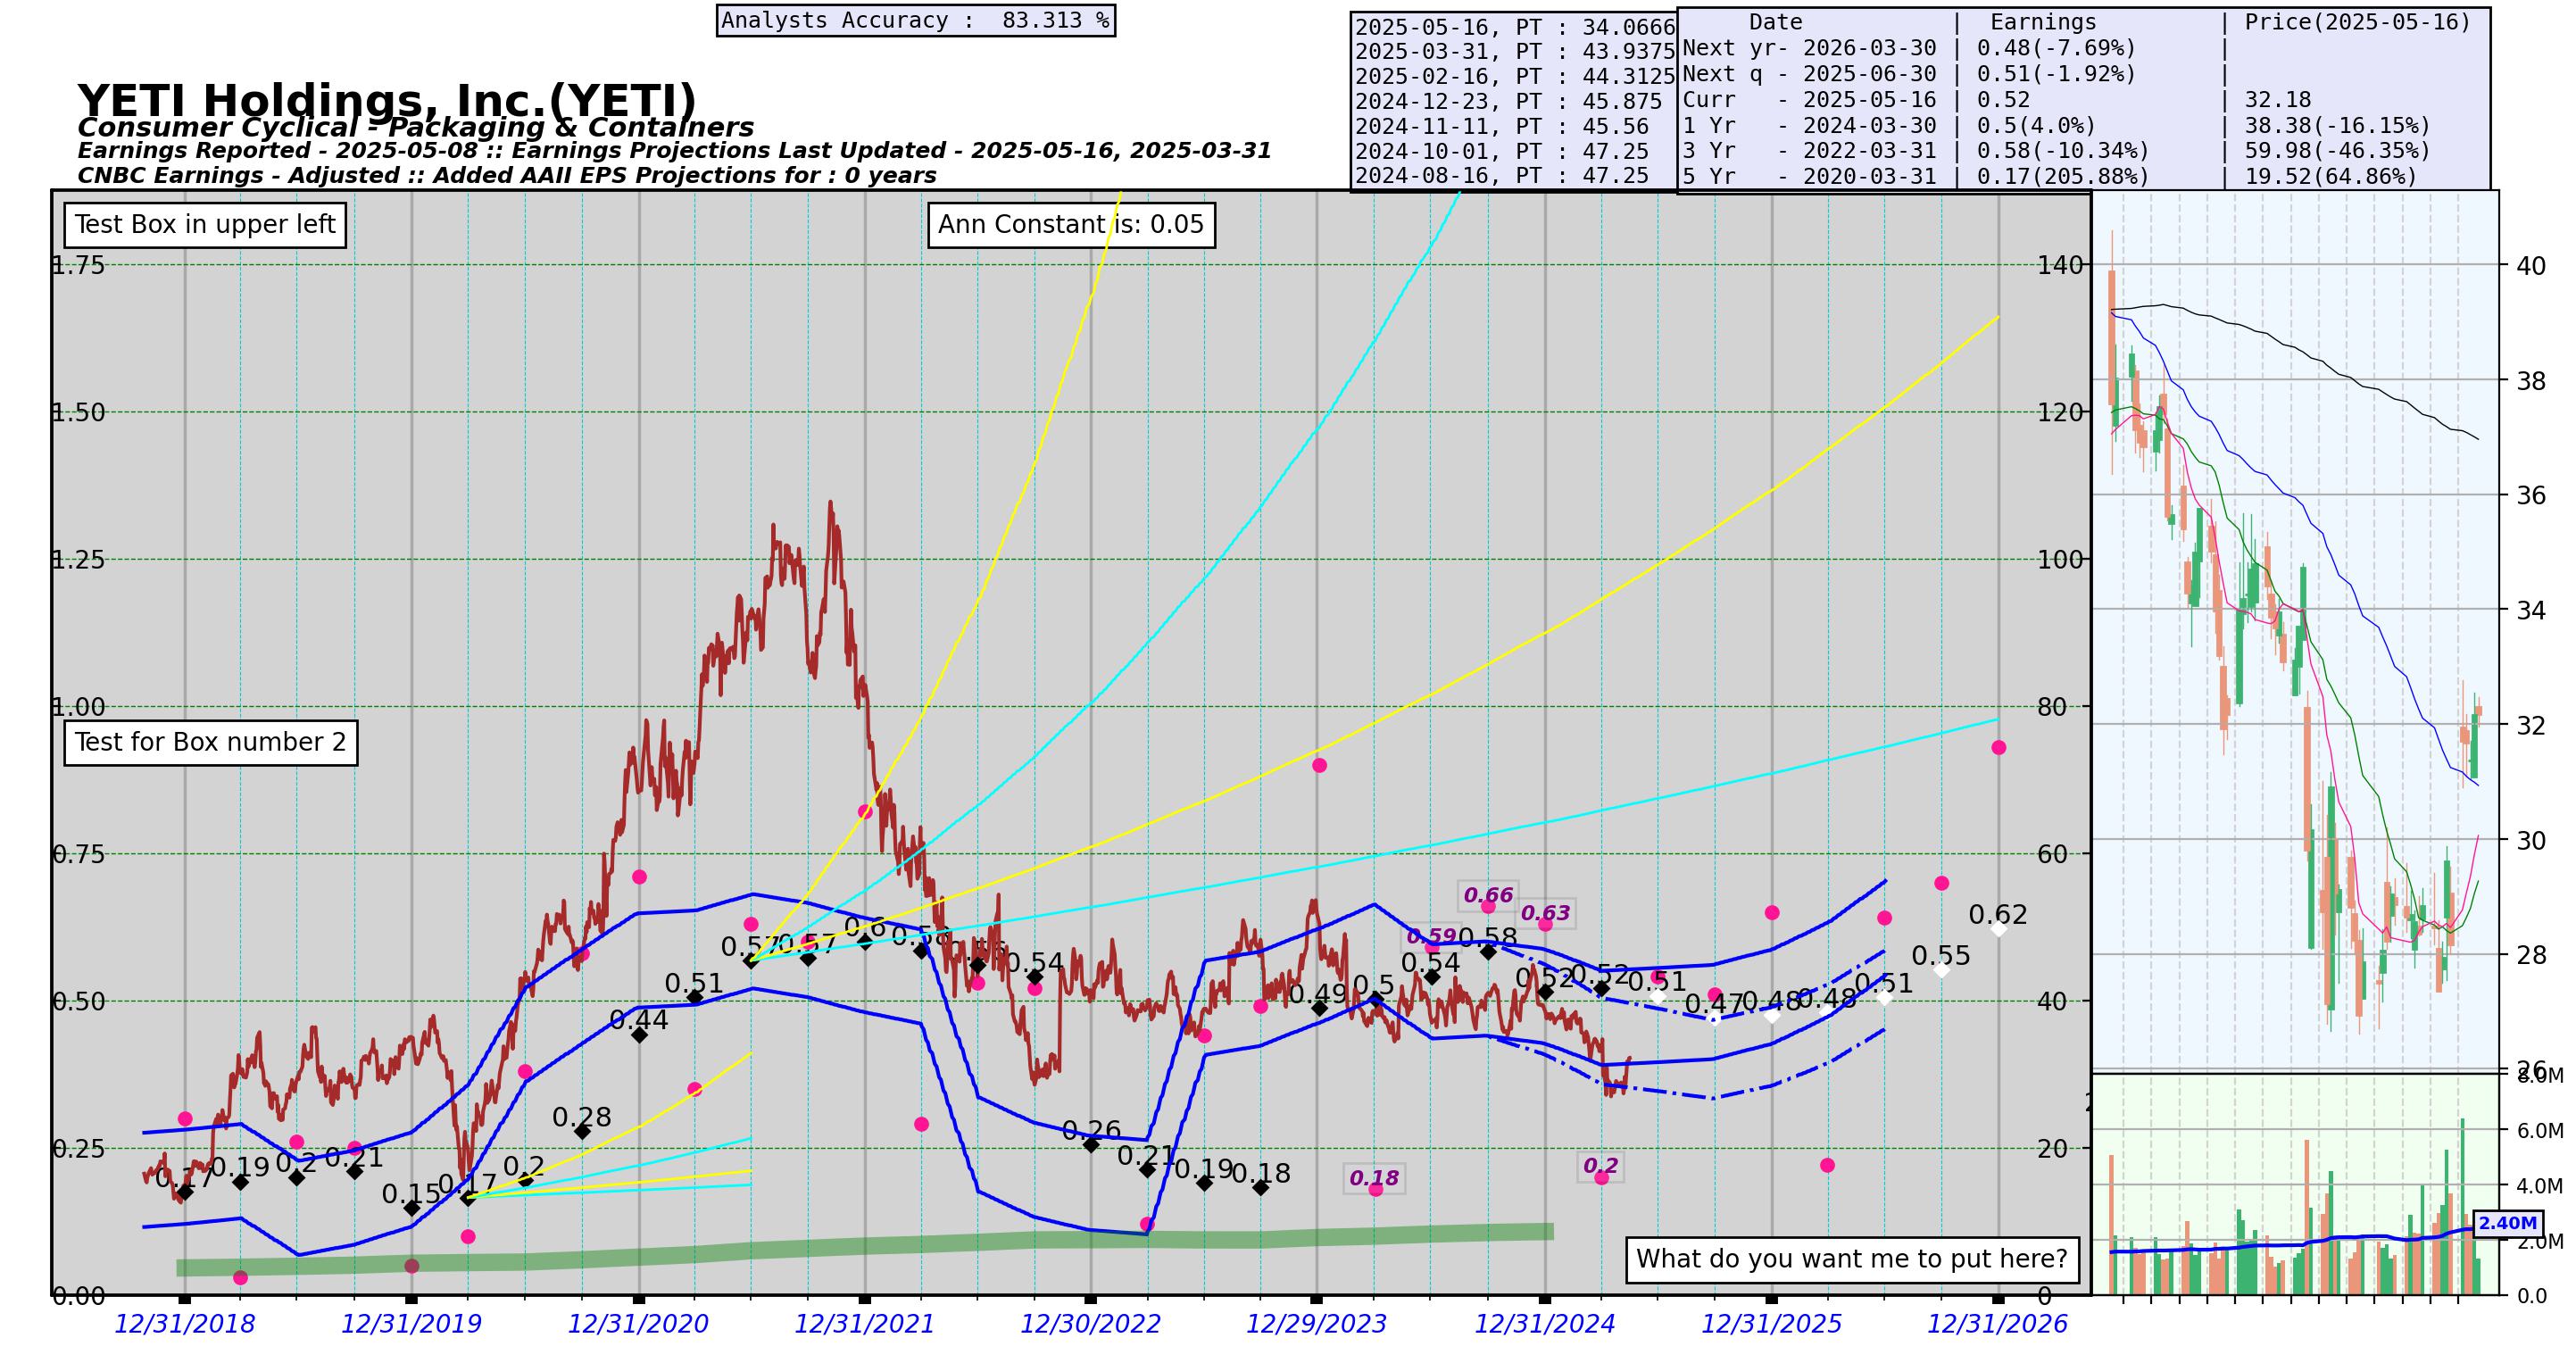 Analysts Accuracy :  83.313 %
2025-05-16, PT : 34.0666
2025-03-31, PT : 43.9375
2025-02-16, PT : 44.3125
2024-12-23, PT : 45.875
2024-11-11, PT : 45.56
2024-10-01, PT : 47.25
2024-08-16, PT : 47.25
Date | Earnings | Price(2025-05-16)
Next yr- 2026-03-30 | 0.48(-7.69%) |
Next q - 2025-06-30 | 0.51(-1.92%) |
Curr - 2025-05-16 | 0.52 | 32.18
1 Yr - 2024-03-30 | 0.5(4.0%) | 38.38(-16.15%)
3 Yr - 2022-03-31 | 0.58(-10.34%) | 59.98(-46.35%)
5 Yr - 2020-03-31 | 0.17(205.88%) | 19.52(64.86%)
YETI Holdings, Inc.(YETI)
Consumer Cyclical - Packaging & Containers
Earnings Reported - 2025-05-08 :: Earnings Projections Last Updated - 2025-05-16, 2025-03-31
CNBC Earnings - Adjusted :: Added AAII EPS Projections for : 0 years
Test Box in upper left
Ann Constant is: 0.05
Test for Box number 2
What do you want me to put here?
1.75
1.50
1.25
1.00
0.75
0.50
0.25
0.00
0.17
0.19
0.2
0.21
0.15
0.17
0.2
0.28
0.44
0.51
0.57
0.57
0.6
0.58
0.56
0.54
0.26
0.21
0.19
0.18
0.49
0.5
0.54
0.58
0.52
0.52
0.51
0.47
0.48
0.48
0.51
0.55
0.62
0.18
0.59
0.66
0.63
0.2
140
120
100
80
60
40
20
0
40
38
36
34
32
30
28
26
8.0M
6.0M
4.0M
2.40M
2.0M
0.0
12/31/2018
12/31/2019
12/31/2020
12/31/2021
12/30/2022
12/29/2023
12/31/2024
12/31/2025
12/31/2026